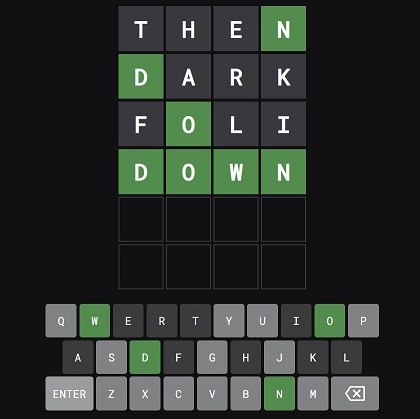 T H E N
D A R K
F O L I
D O W N
Q W E R T Y U I O P
A S D F G H J K L
ENTER Z X C V B N M